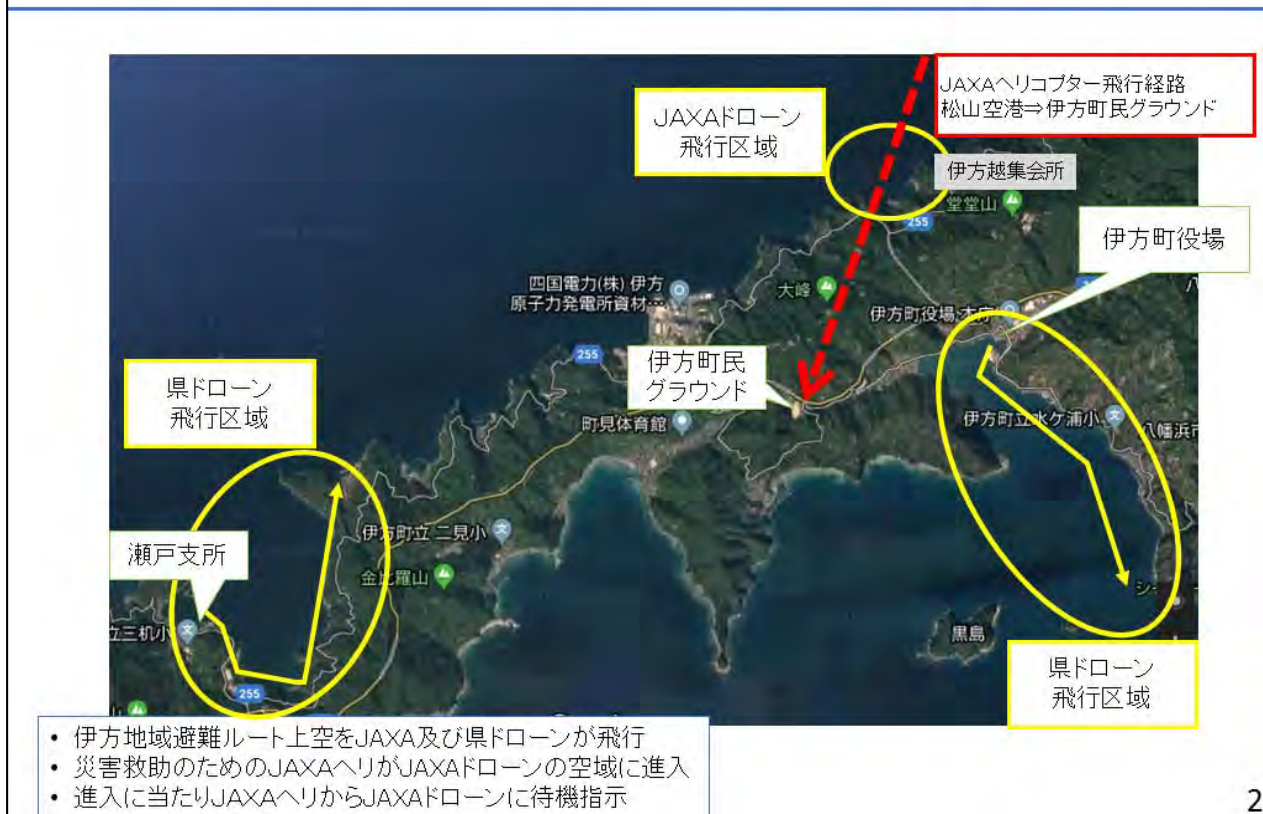 JAXAヘリコプター飛行経路
松山空港⇒伊方町民グラウンド
JAXAドローン
飛行区域
伊方越集会所
堂堂山
255
伊方町役場
四国電力(株) 伊方
原子力発電所資材…
大峰
伊方町役場 本庁
255
伊方町民
グラウンド
県ドローン
飛行区域
町見体育館
伊方町立水ケ浦小
八幡浜市
瀬戸支所
伊方町立 二見小
金比羅山
立三机小
黒島
255
県ドローン
飛行区域
• 伊方地域避難ルート上空をJAXA及び県ドローンが飛行
• 災害救助のためのJAXAヘリがJAXAドローンの空域に進入
• 進入に当たりJAXAヘリからJAXAドローンに待機指示
2